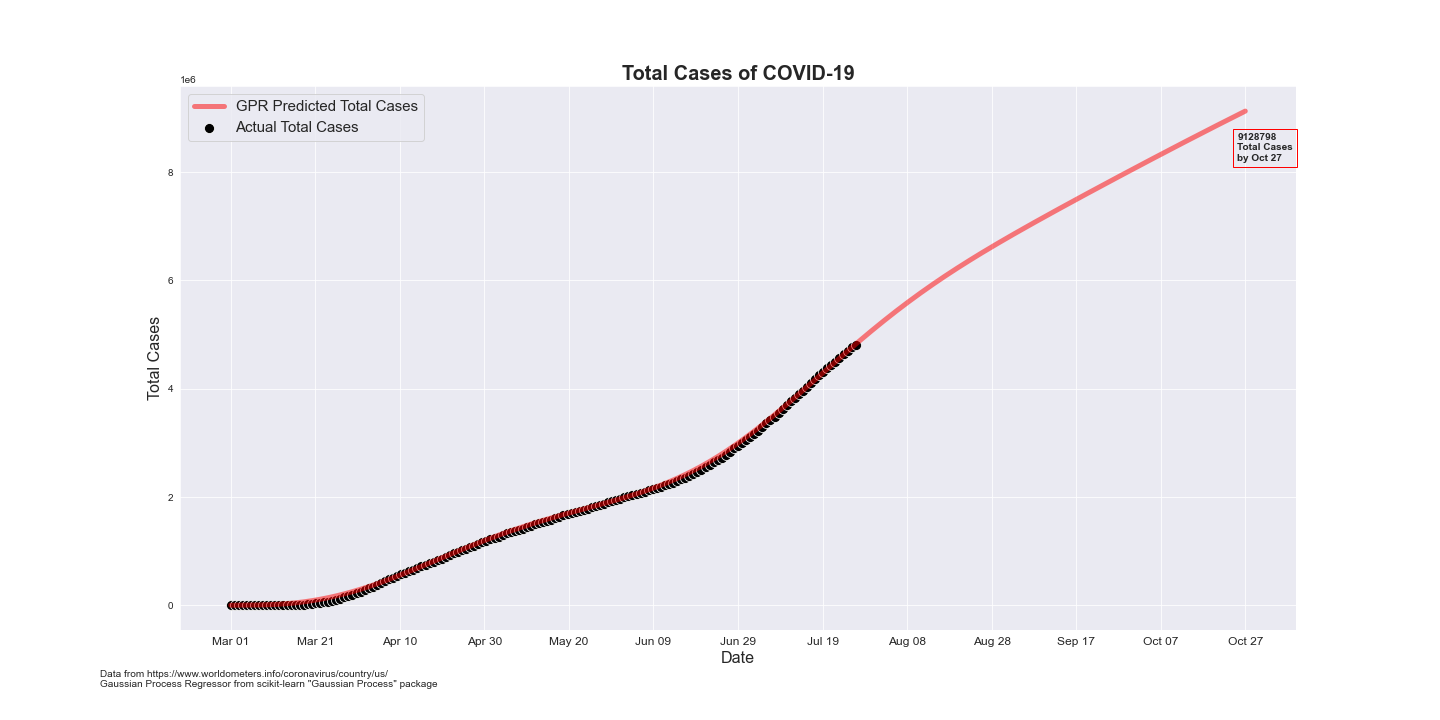 Total Cases of COVID-19
1e6
GPR Predicted Total Cases
Actual Total Cases
9128798
Total Cases
by Oct 27
8
6
4
2
0
Total Cases
Mar 01 Mar 21 Apr 10 Apr 30 May 20 Jun 09 Jun 29 Jul 19 Aug 08 Aug 28 Sep 17 Oct 07 Oct 27
Date
Data from https://www.worldometers.info/coronavirus/country/us/
Gaussian Process Regressor from scikit-learn "Gaussian Process" package